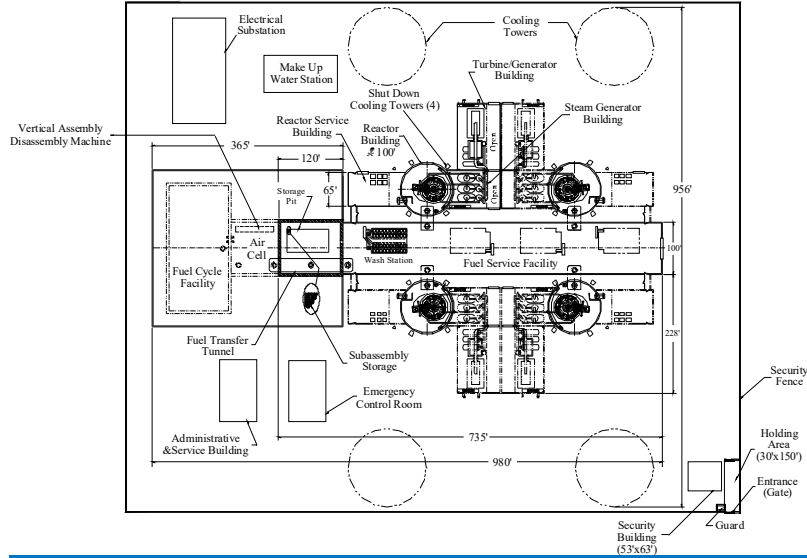 Electrical
Substation
Cooling
Towers
Make Up
Water Station
Turbine/Generator
Building
Shut Down
Cooling Towers (4)
Steam Generator
Building
Reactor Service
Building
Reactor
Building
100'
Vertical Assembly
Disassembly Machine
365'
120'
65'
Open
Open
956'
Storage
Pit
Air
Cell
Wash Station
Fuel Service Facility
100'
Fuel Cycle
Facility
Fuel Transfer
Tunnel
Subassembly
Storage
228'
Security
Fence
Emergency
Control Room
Administrative
&Service Building
735'
980'
Holding
Area
(30'x150')
Entrance
(Gate)
Guard
Security
Building
(53'x63')